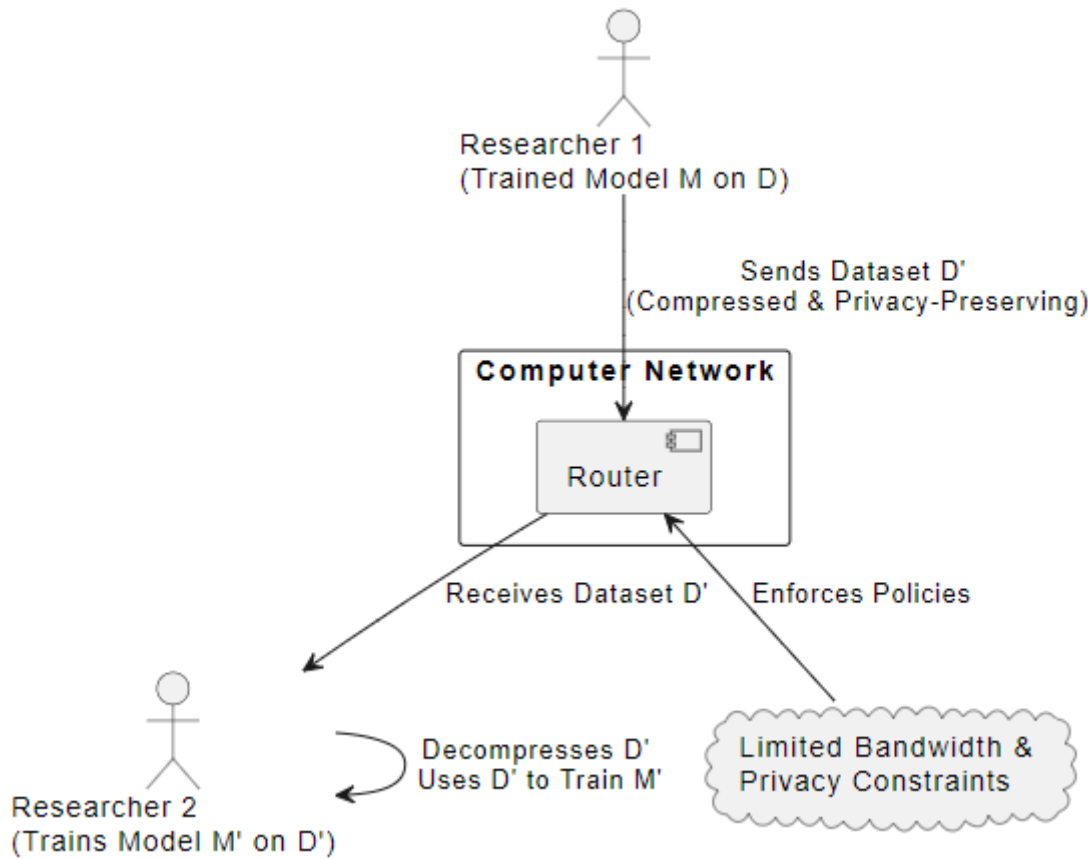 Researcher 1
(Trained Model M on D)
Sends Dataset D'
(Compressed & Privacy-Preserving)
Computer Network
Router
Receives Dataset D'
Enforces Policies
Decompresses D'
Uses D' to Train M'
Limited Bandwidth &
Privacy Constraints
Researcher 2
(Trains Model M' on D')